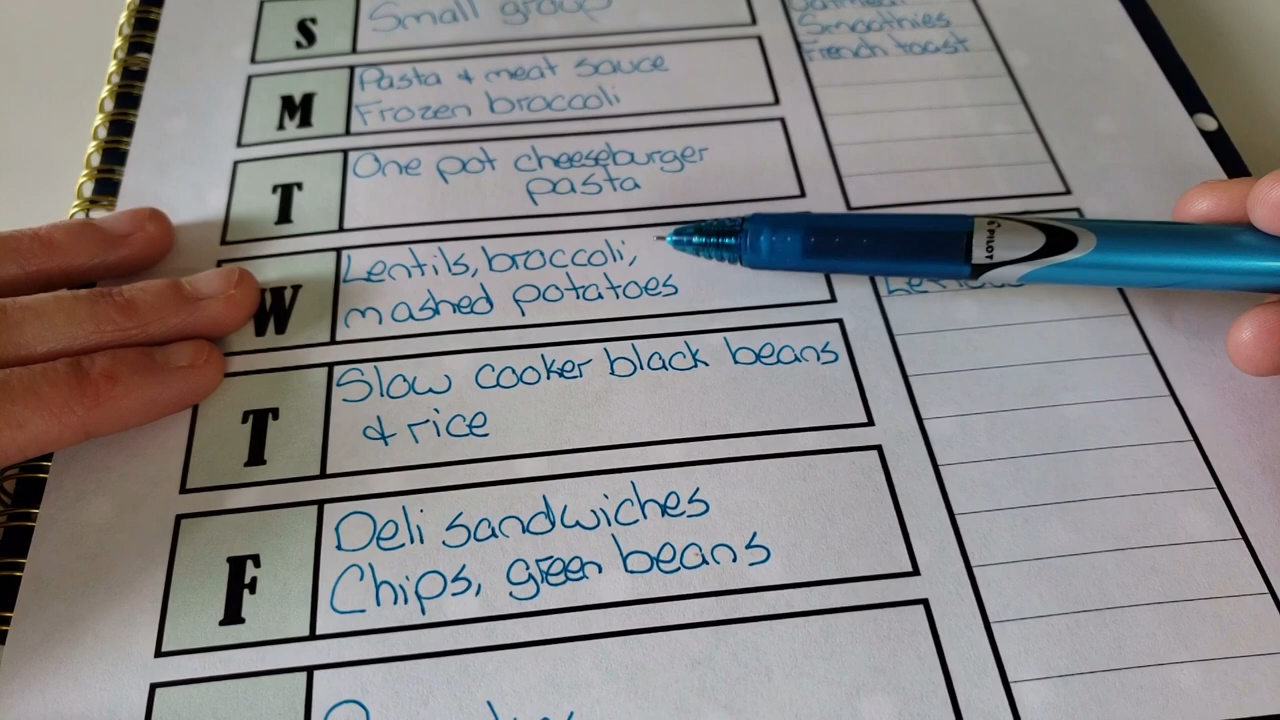 S
Small group
M
Pasta & meat sauce
Frozen broccoli
T
One pot cheeseburger
pasta
W
Lentils, broccoli,
mashed potatoes
T
Slow cooker black beans
& rice
F
Deli sandwiches
Chips, green beans
Oatmeal
Smoothies
French toast
PILOT